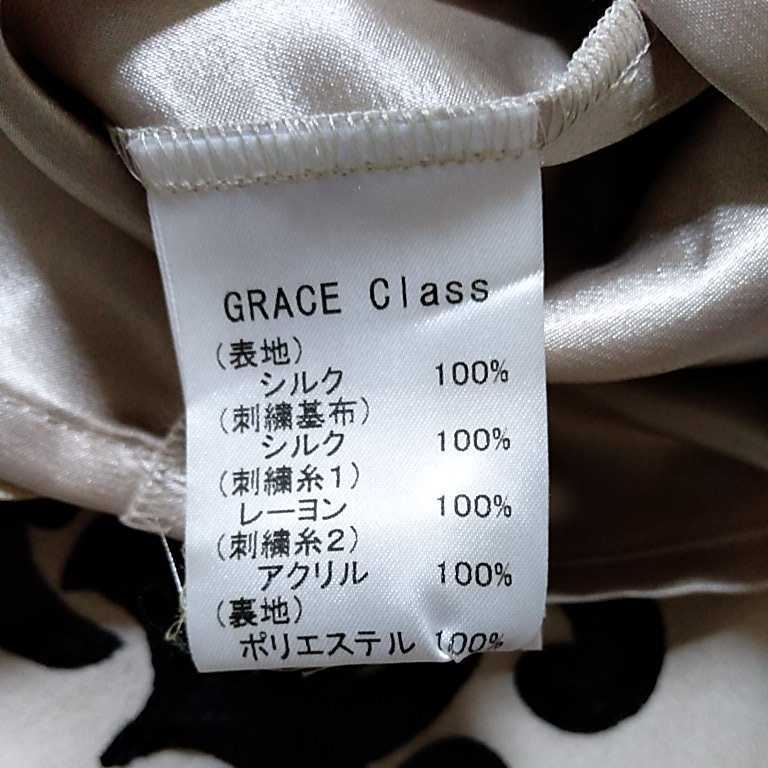 GRACE Class
(表地)
シルク 100%
(刺繍基布)
シルク 100%
(刺繍糸1)
レーヨン 100%
(刺繍糸2)
アクリル 100%
(裏地)
ポリエステル 100%